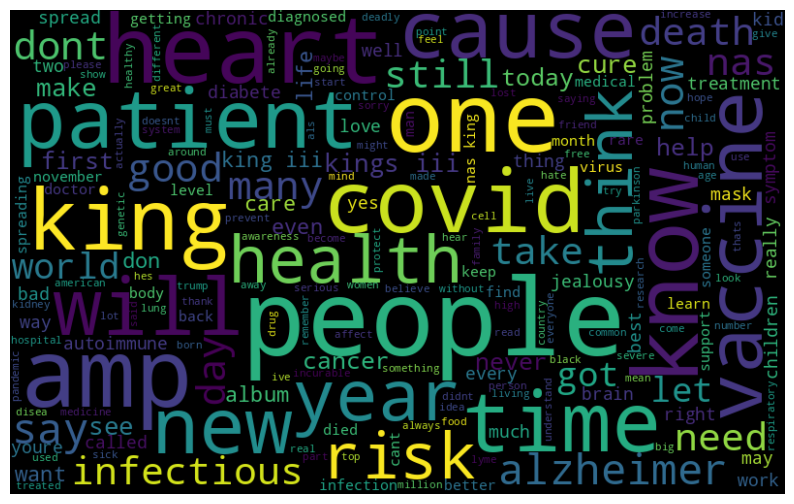 spread
getting
chronic
diagnosed
deadly
point
increase
kid
dont
heart
cause
death
give
two
please
healthy
different
already
maybe
feel
going
start
show
well
still
today
cure
nas
make
great
life
control
sorry
medical
lost
saying
hope
child
problem
treatment
now
diabete
patient
one
think
actually
system
doesnt
must
als
love
might
man
friend
november
around
month
rare
human
age
use
vaccine
first
king iii
kings iii
nas king
thing
free
virus
help
symptom
doctor
level
mind
made
live
hate
try
parkinson
mask
good
many
covid
know
spreading
genetic
prevent
care
yes
cell
even
king
awareness
become
protect
hear
family
take
someone
thats
really
world
don
health
hes
away
keep
jealousy
research
look
american
trump
serious
women
believe
without
find
best
learn
come
number
bad
body
kidney
lung
thank
back
remember
people
country
everyone
support
children
way
said
lot
will
day
drug
affect
read
high
common
severe
hospital
autoimmune
born
ive
something
black
mean
pandemic
amp
cancer
incurable
never
got
let
respiratory
year
every
person
understand
brain
right
disea
medicine
new
album
died
didnt
idea
living
time
say
see
called
real
risk
always
food
much
need
youre
used
sick
cant
big
may
want
infectious
part
top
lyme
alzheimer
work
treated
infection
million
better